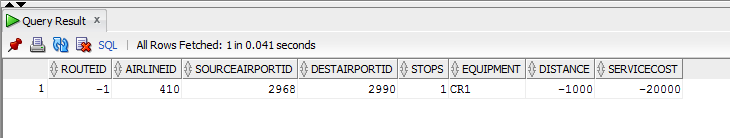 Query Result x
SQL | All Rows Fetched: 1 in 0.041 seconds
ROUTEID AIRLINEID SOURCEAIRPORTID DESTAIRPORTID STOPS EQUIPMENT DISTANCE SERVICECOST
1 -1 410 2968 2990 1 CR1 -1000 -20000